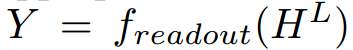 Y = f_{readout}(H^L)